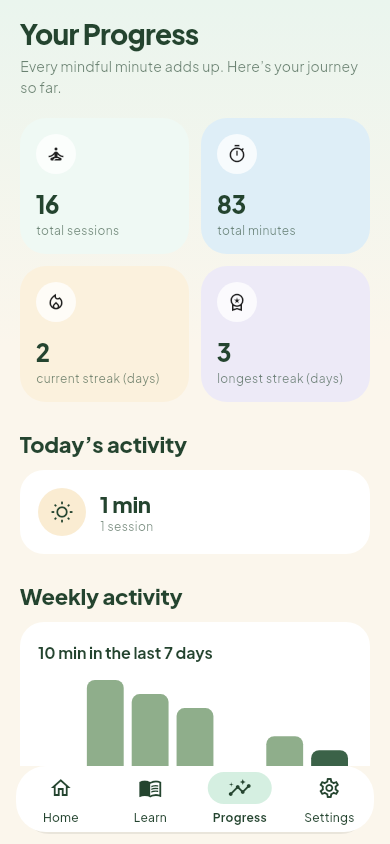 Your Progress
Every mindful minute adds up. Here’s your journey
so far.
16
total sessions
83
total minutes
2
current streak (days)
3
longest streak (days)
Today’s activity
1 min
1 session
Weekly activity
10 min in the last 7 days
Home
Learn
Progress
Settings